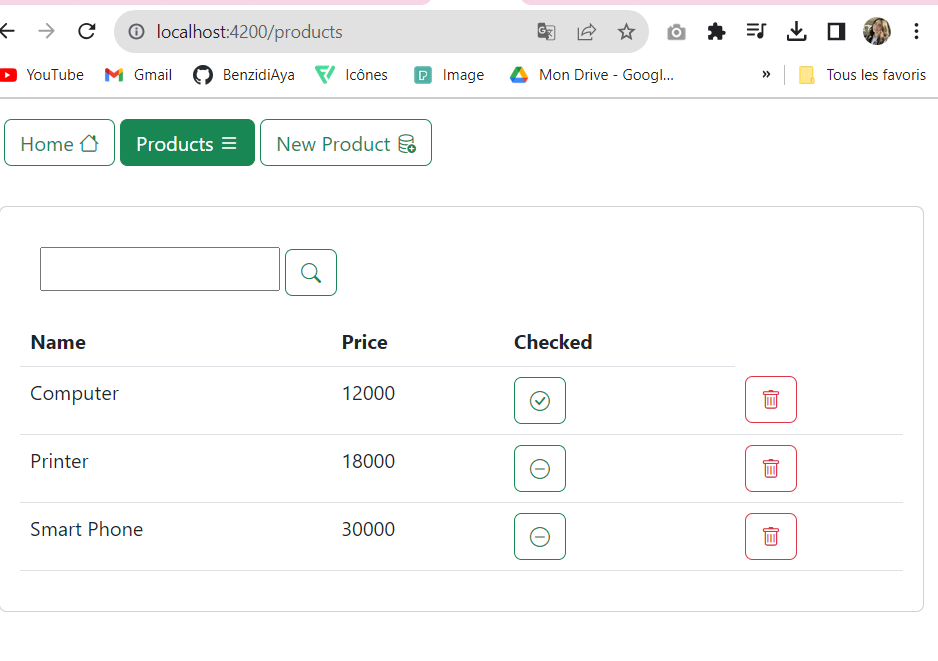 localhost:4200/products
YouTube Gmail BenzidiAya Icônes Image Mon Drive - Googl... » Tous les favoris
Home Products New Product
Name Price Checked
Computer 12000
Printer 18000
Smart Phone 30000